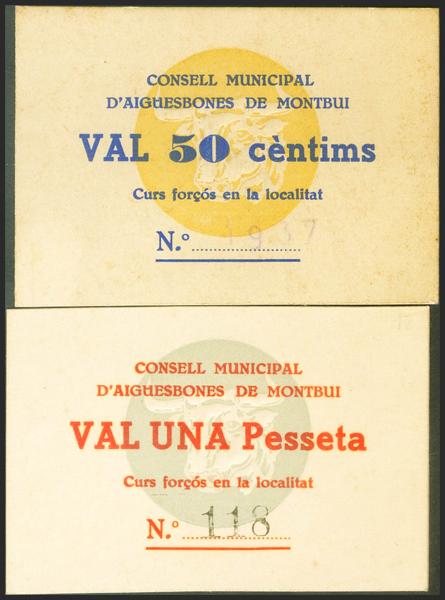 CONSELL MUNICIPAL
D'AIGUESBONES DE MONTBUI
VAL 50 cèntims
Curs forçós en la localitat
N.º 1937
CONSELL MUNICIPAL
D'AIGUESBONES DE MONTBUI
VAL UNA Pesseta
Curs forçós en la localitat
N.º 118